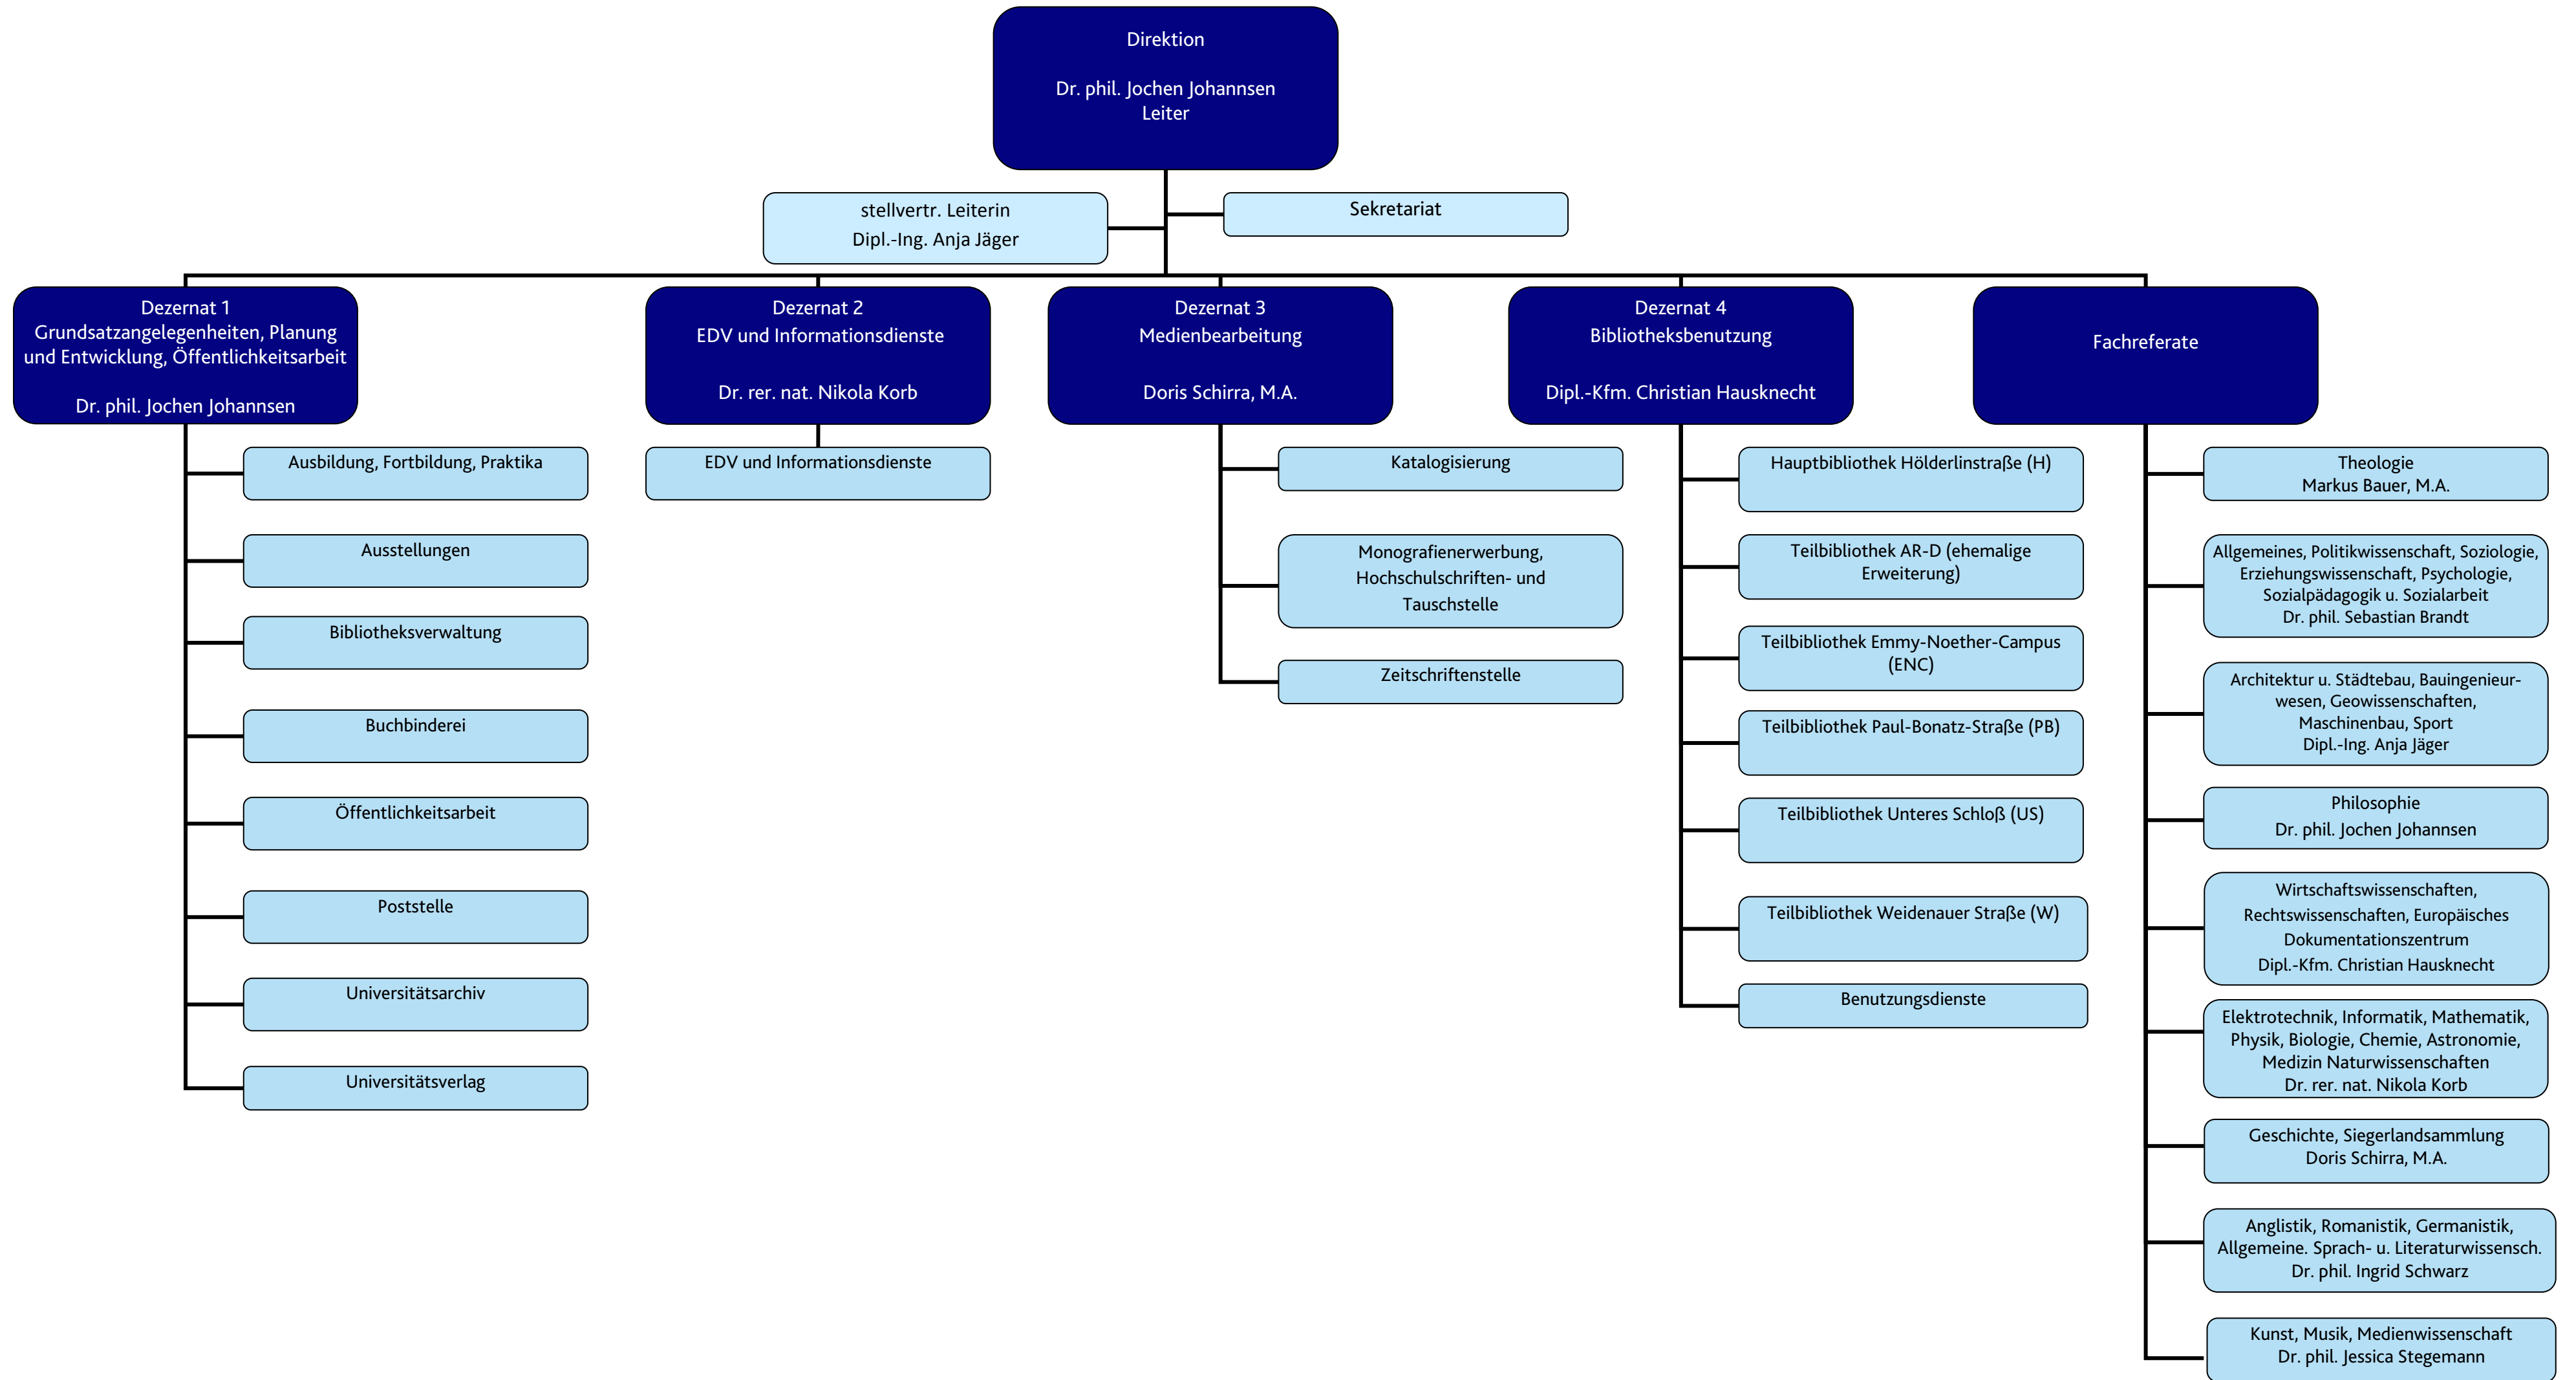 Direktion
Dr. phil. Jochen Johannsen
Leiter
stellvertr. Leiterin
Dipl.-Ing. Anja Jäger
Sekretariat
Dezernat 1
Grundsatzangelegenheiten, Planung
und Entwicklung, Öffentlichkeitsarbeit
Dr. phil. Jochen Johannsen
Ausbildung, Fortbildung, Praktika
Ausstellungen
Bibliotheksverwaltung
Buchbinderei
Öffentlichkeitsarbeit
Poststelle
Universitätsarchiv
Universitätsverlag
Dezernat 2
EDV und Informationsdienste
Dr. rer. nat. Nikola Korb
EDV und Informationsdienste
Dezernat 3
Medienbearbeitung
Doris Schirra, M.A.
Katalogisierung
Monografienerwerbung,
Hochschulschriften- und
Tauschstelle
Zeitschriftenstelle
Dezernat 4
Bibliotheksbenutzung
Dipl.-Kfm. Christian Hausknecht
Hauptbibliothek Hölderlinstraße (H)
Teilbibliothek AR-D (ehemalige
Erweiterung)
Teilbibliothek Emmy-Noether-Campus
(ENC)
Teilbibliothek Paul-Bonatz-Straße (PB)
Teilbibliothek Unteres Schloß (US)
Teilbibliothek Weidenauer Straße (W)
Benutzungsdienste
Fachreferate
Theologie
Markus Bauer, M.A.
Allgemeines, Politikwissenschaft, Soziologie,
Erziehungswissenschaft, Psychologie,
Sozialpädagogik u. Sozialarbeit
Dr. phil. Sebastian Brandt
Architektur u. Städtebau, Bauingenieur-
wesen, Geowissenschaften,
Maschinenbau, Sport
Dipl.-Ing. Anja Jäger
Philosophie
Dr. phil. Jochen Johannsen
Wirtschaftswissenschaften,
Rechtswissenschaften, Europäisches
Dokumentationszentrum
Dipl.-Kfm. Christian Hausknecht
Elektrotechnik, Informatik, Mathematik,
Physik, Biologie, Chemie, Astronomie,
Medizin Naturwissenschaften
Dr. rer. nat. Nikola Korb
Geschichte, Siegerlandsammlung
Doris Schirra, M.A.
Anglistik, Romanistik, Germanistik,
Allgemeine. Sprach- u. Literaturwissensch.
Dr. phil. Ingrid Schwarz
Kunst, Musik, Medienwissenschaft
Dr. phil. Jessica Stegemann